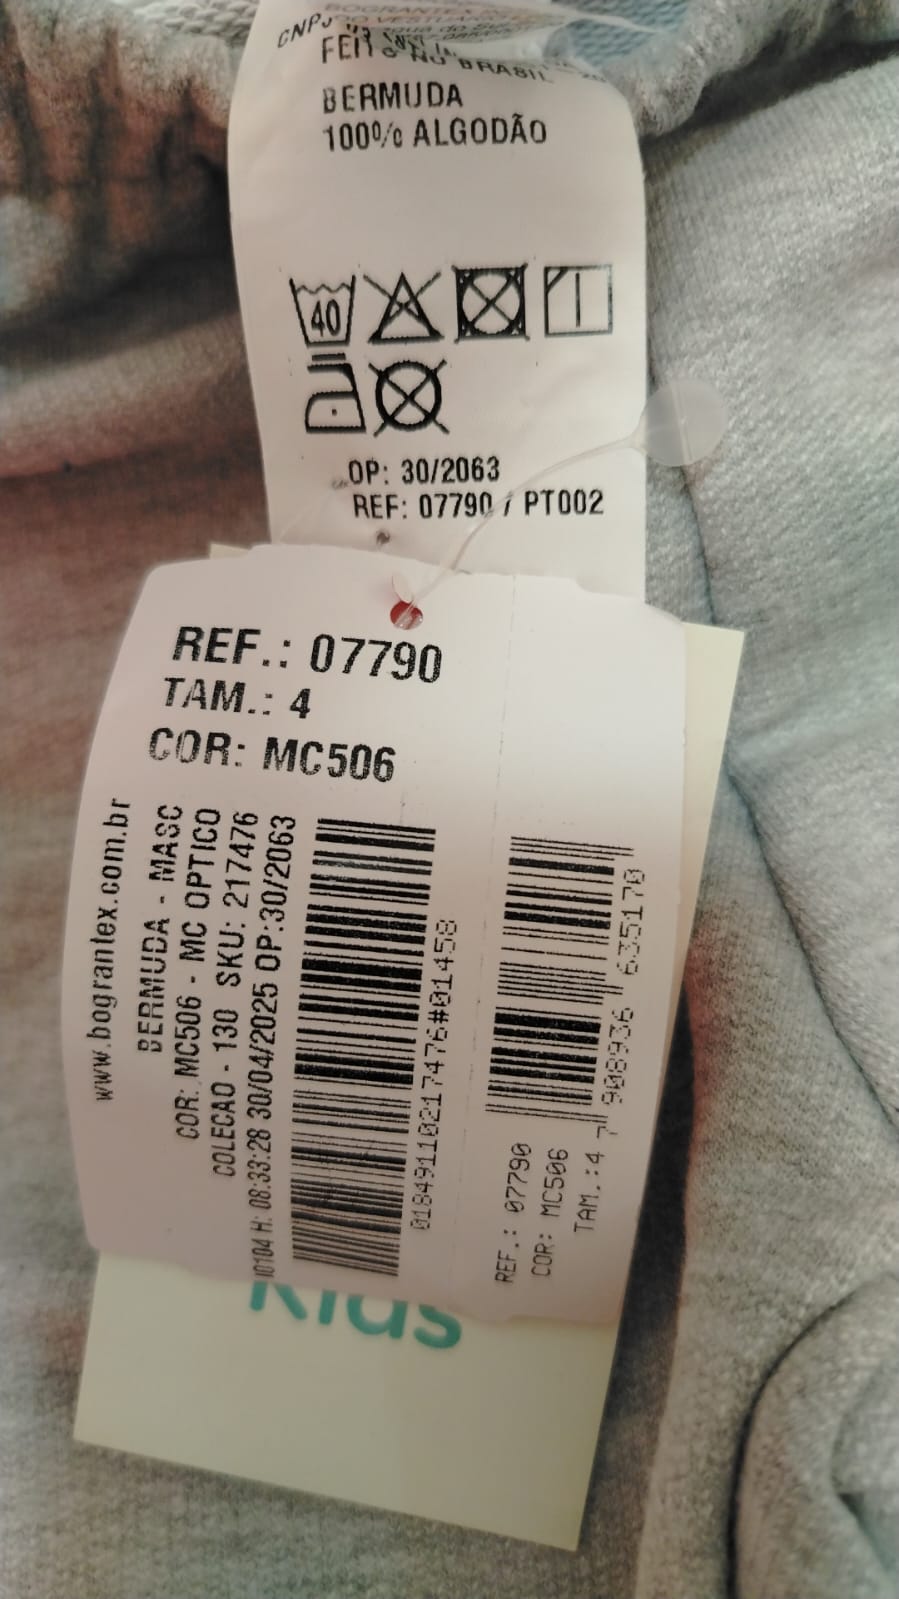 CNPJ
FEITO NO BRASIL
BERMUDA
100% ALGODÃO
40
OP: 30/2063
REF: 07790 / PT002
REF.: 07790
TAM.: 4
COR: MC506
www.bograntex.com.br
BERMUDA - MASC
COR: MC506 - MC OPTICO
COLECAO - 130 SKU: 217476
10104 H: 08:33:28 30/04/2025 OP:30/2063
01849110217476#01458
7 908936 635170
REF.: 07790
COR: MC506
TAM.:4
Kids